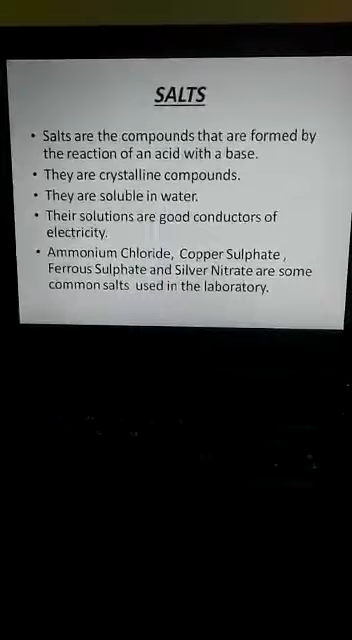 SALTS
• Salts are the compounds that are formed by
the reaction of an acid with a base.
• They are crystalline compounds.
• They are soluble in water.
• Their solutions are good conductors of
electricity.
• Ammonium Chloride, Copper Sulphate ,
Ferrous Sulphate and Silver Nitrate are some
common salts used in the laboratory.